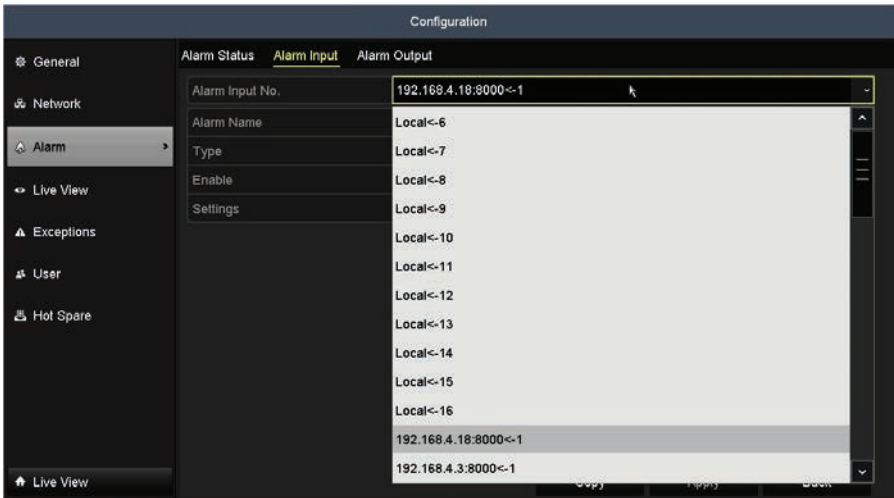 Configuration
General
Network
Alarm
Live View
Exceptions
User
Hot Spare
Live View
Alarm Status Alarm Input Alarm Output
Alarm Input No. 192.168.4.18:8000<-1
Alarm Name
Type
Enable
Settings
Local<-6
Local<-7
Local<-8
Local<-9
Local<-10
Local<-11
Local<-12
Local<-13
Local<-14
Local<-15
Local<-16
192.168.4.18:8000<-1
192.168.4.3:8000<-1
Copy Apply Back